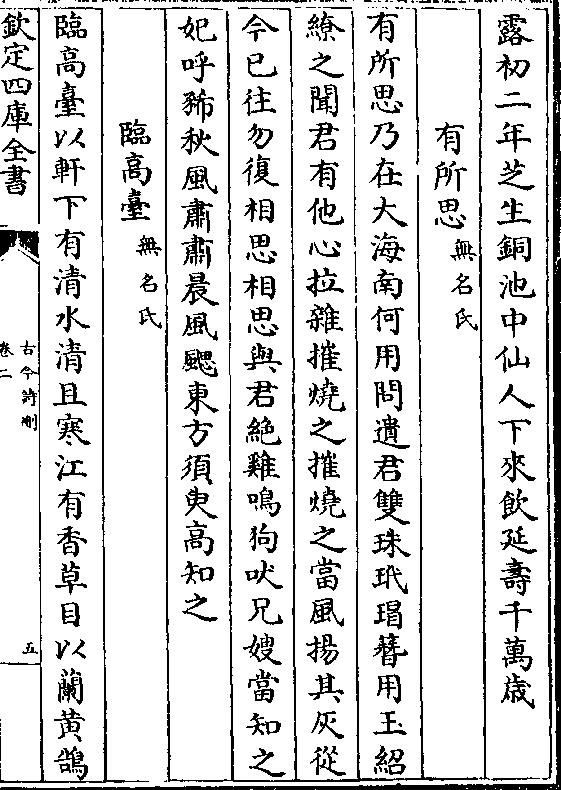 露初二年芝生銅池中仙人下來飲延壽千萬歲
有所思無名氏
有所思乃在大海南何用問遺君雙珠玳瑁簪用玉紹
繚之聞君有他心拉雜摧燒之摧燒之當風揚其灰從
今已往勿復相思相思與君絶雞鳴狗吠兄嫂當知之
妃呼豨秋風肅肅晨風颸東方須臾高知之
臨高臺無名氏
臨高臺以軒下有清水清且寒江有香草目以蘭黄鵠
欽定四庫全書
古今詩刪
卷二
五